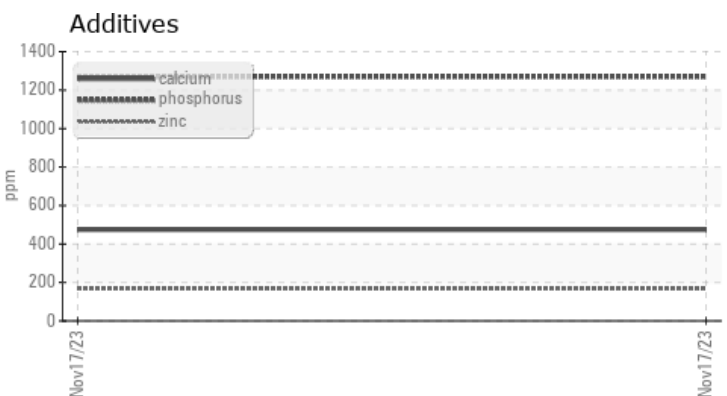 Additives
1400
1200
1000
800
600
400
200
0
ppm
calcium
phosphorus
zinc
Nov17/23
Nov17/23